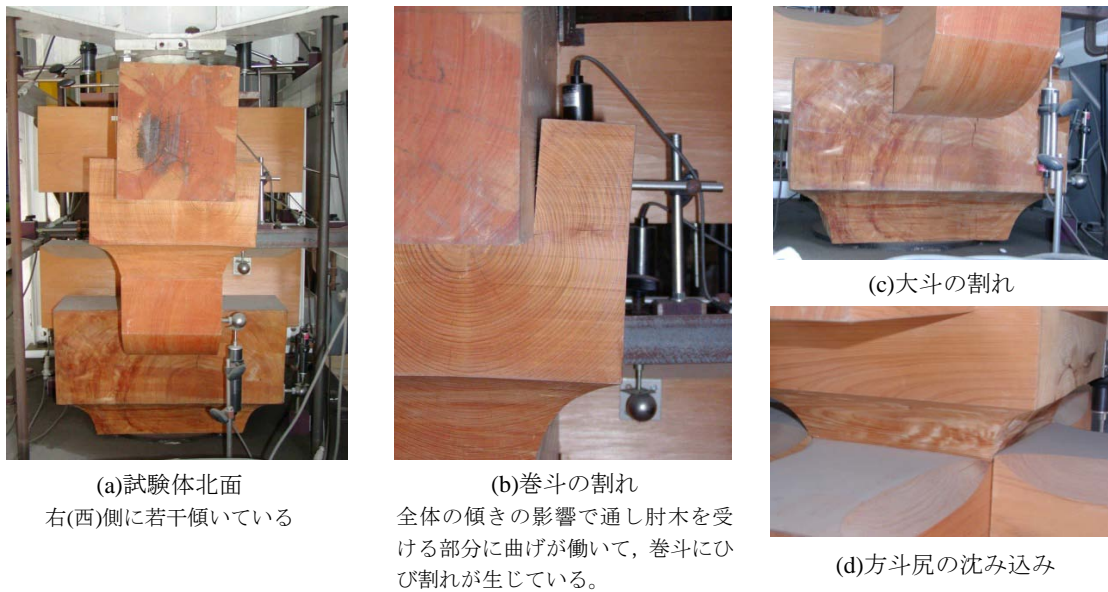 (a)試験体北面
右(西)側に若干傾いている
(b)巻斗の割れ
全体の傾きの影響で通し肘木を受
ける部分に曲げが働いて, 巻斗にひ
び割れが生じている。
(c)大斗の割れ
(d)方斗尻の沈み込み